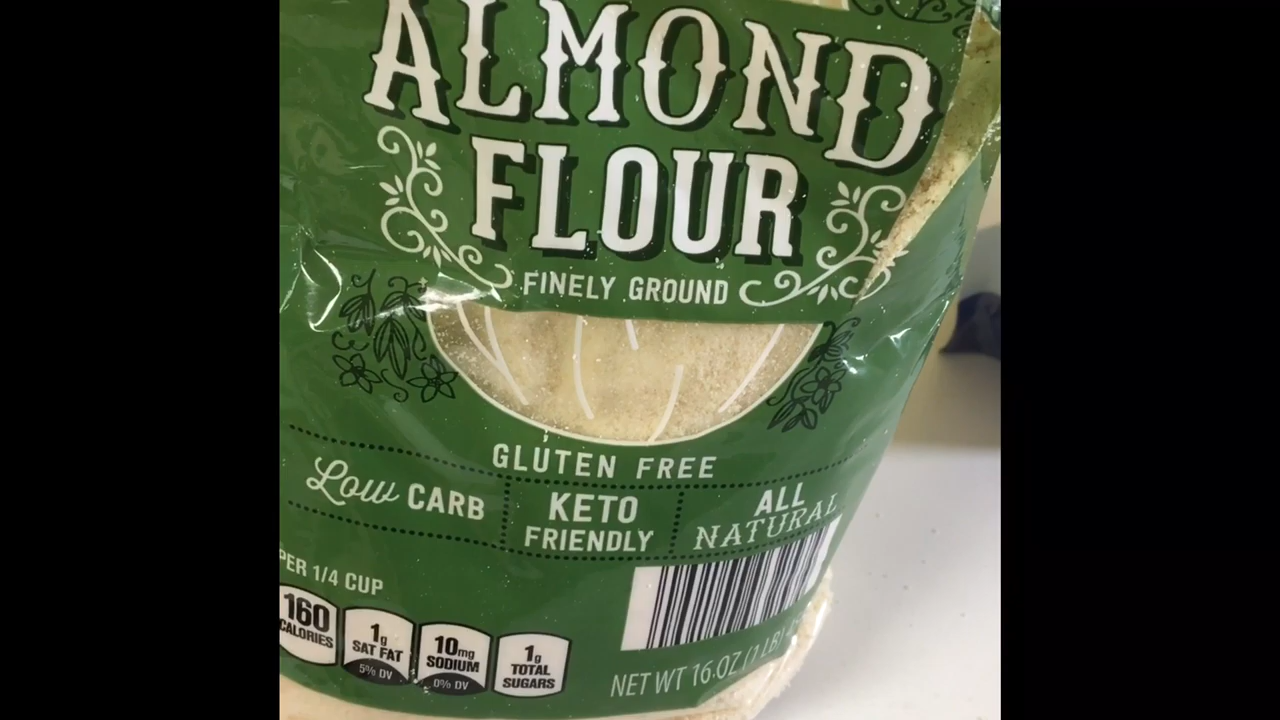 ALMOND
FLOUR
FINELY GROUND
GLUTEN FREE
Low CARB
KETO
FRIENDLY
ALL
NATURAL
PER 1/4 CUP
160
CALORIES
1g
SAT FAT
5% DV
10mg
SODIUM
0% DV
1g
TOTAL
SUGARS
NET WT 16 OZ (1 LB)